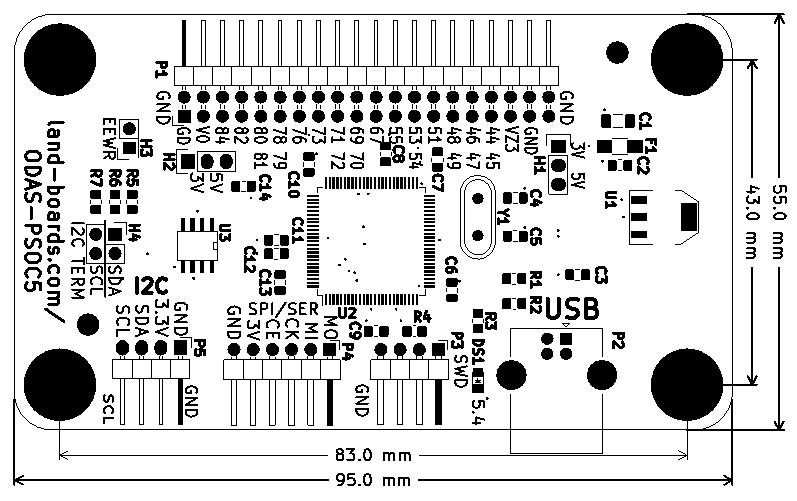 P1
GND
GND
GD
V0
84
82
80 81
78 79
76
73
71 72
69 70
67
55
53-54
51
48 49
46 47
44 45
VZ3
GND
H2
3V
5V
C10
C8
C7
H1
3V
5V
C1
F1
C2
U1
land-boards.com/
ODAS-PSOC5
EEWR
H3
R7
R6
R5
C14
I2C TERM
H4
SCL
SDA
U3
C11
C12
C13
Y1
C4
C5
C6
R1
R2
C3
I2C
SCL
SDA
3.3V
GND
P5
SPI/SER
GND
3V
CE
CK
MI
MO
U2
P4
C9
R4
P3
SWD
R3
DS1
5.4
USB
P2
SCL
GND
GND
43.0 mm
55.0 mm
83.0 mm
95.0 mm